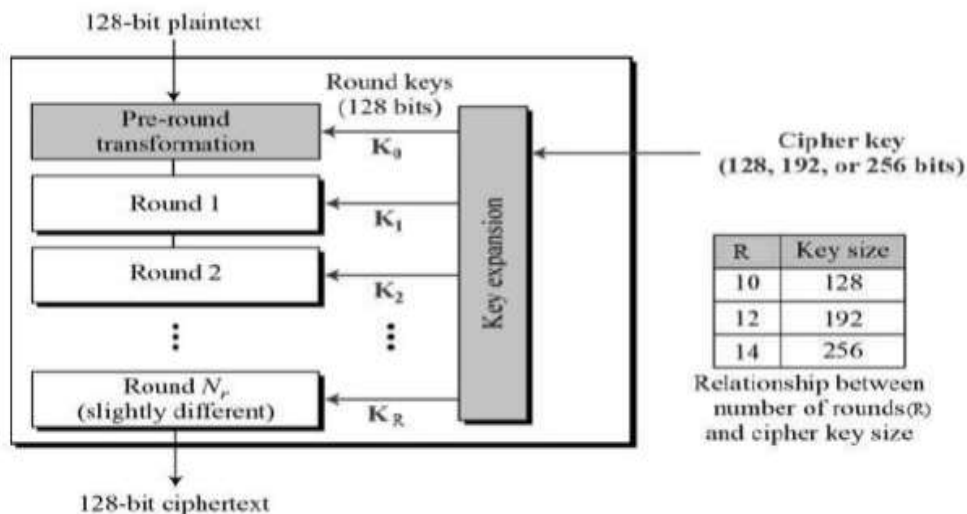 128-bit plaintext
Round keys
(128 bits)
Pre-round
transformation
K0
Cipher key
(128, 192, or 256 bits)
Round 1
K1
Round 2
K2
Key expansion
R Key size
10 128
12 192
14 256
Round Nr
(slightly different)
KR
Relationship between
number of rounds(R)
and cipher key size
128-bit ciphertext